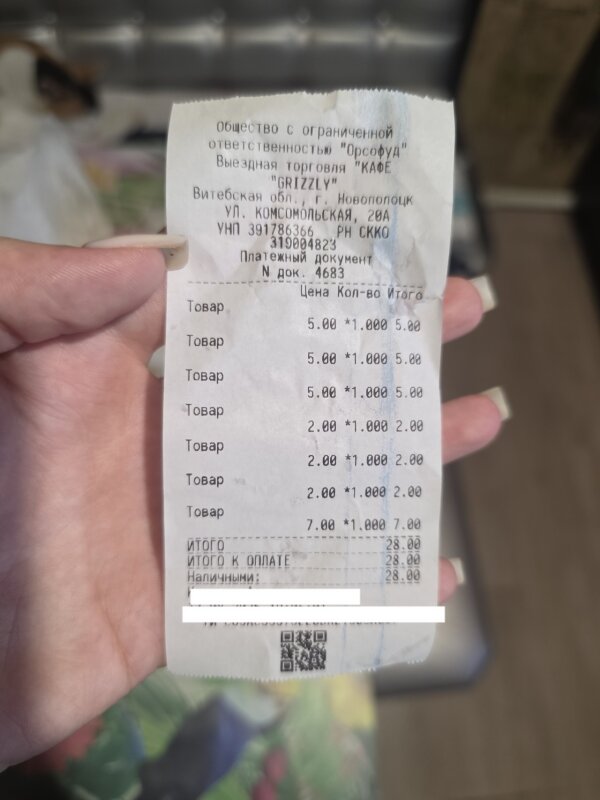 Общество с ограниченной
ответственностью "Орсофуд"
Выездная торговля "КАФЕ
"GRIZZLY"
Витебская обл., г. Новополоцк
УЛ. КОМСОМОЛЬСКАЯ, 20А
УНП 391786366 РН СККО
319004823
Платежный документ
N док. 4683
Цена Кол-во Итого
Товар
5.00 *1.000 5.00
Товар
5.00 *1.000 5.00
Товар
5.00 *1.000 5.00
Товар
2.00 *1.000 2.00
Товар
2.00 *1.000 2.00
Товар
2.00 *1.000 2.00
Товар
7.00 *1.000 7.00
ИТОГО 28.00
ИТОГО К ОПЛАТЕ 28.00
Наличными: 28.00